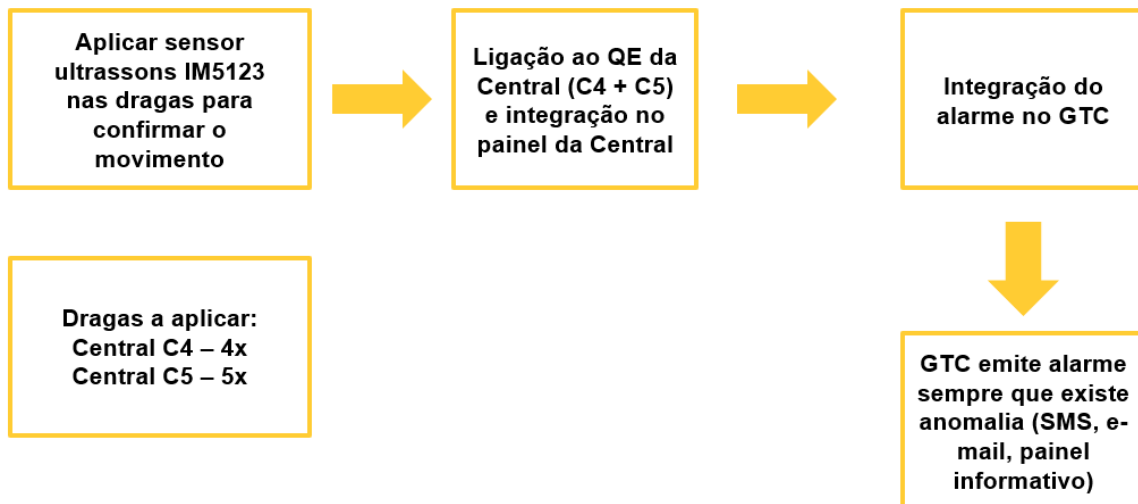 Aplicar sensor
ultrassons IM5123
nas dragas para
confirmar o
movimento
Ligação ao QE da
Central (C4 + C5)
e integração no
painel da Central
Integração do
alarme no GTC
Dragas a aplicar:
Central C4 – 4x
Central C5 – 5x
GTC emite alarme
sempre que existe
anomalia (SMS, e-
mail, painel
informativo)